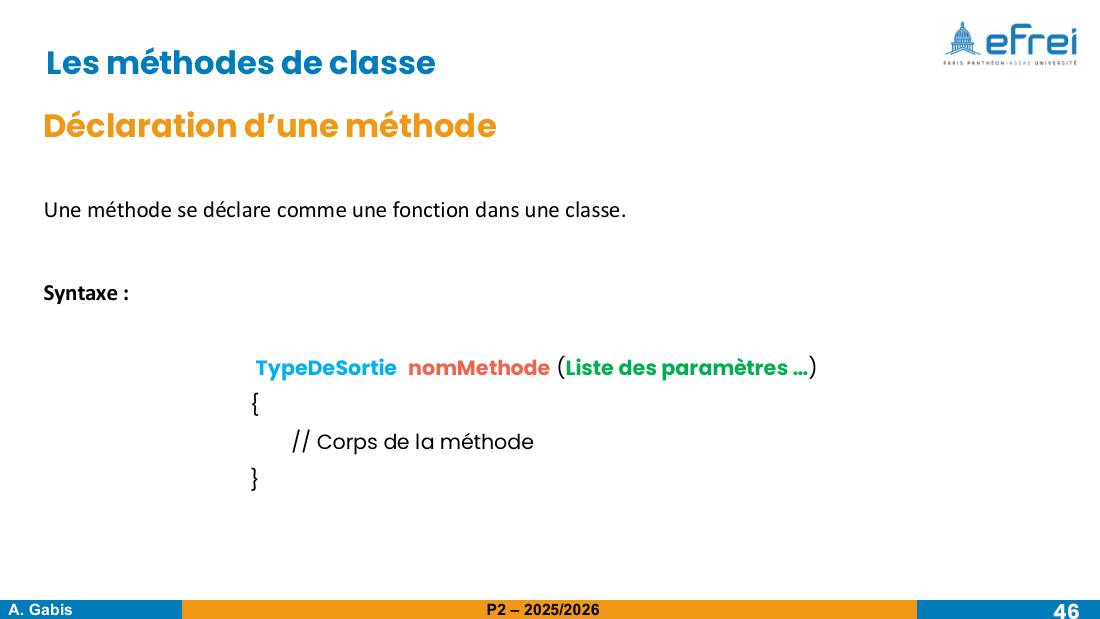 efrei
PARIS PANTHÉON-ASSAS UNIVERSITÉ
Les méthodes de classe
Déclaration d’une méthode
Une méthode se déclare comme une fonction dans une classe.
Syntaxe :
TypeDeSortie nomMethode (Liste des paramètres …)
{
// Corps de la méthode
}
A. Gabis
P2 – 2025/2026
46